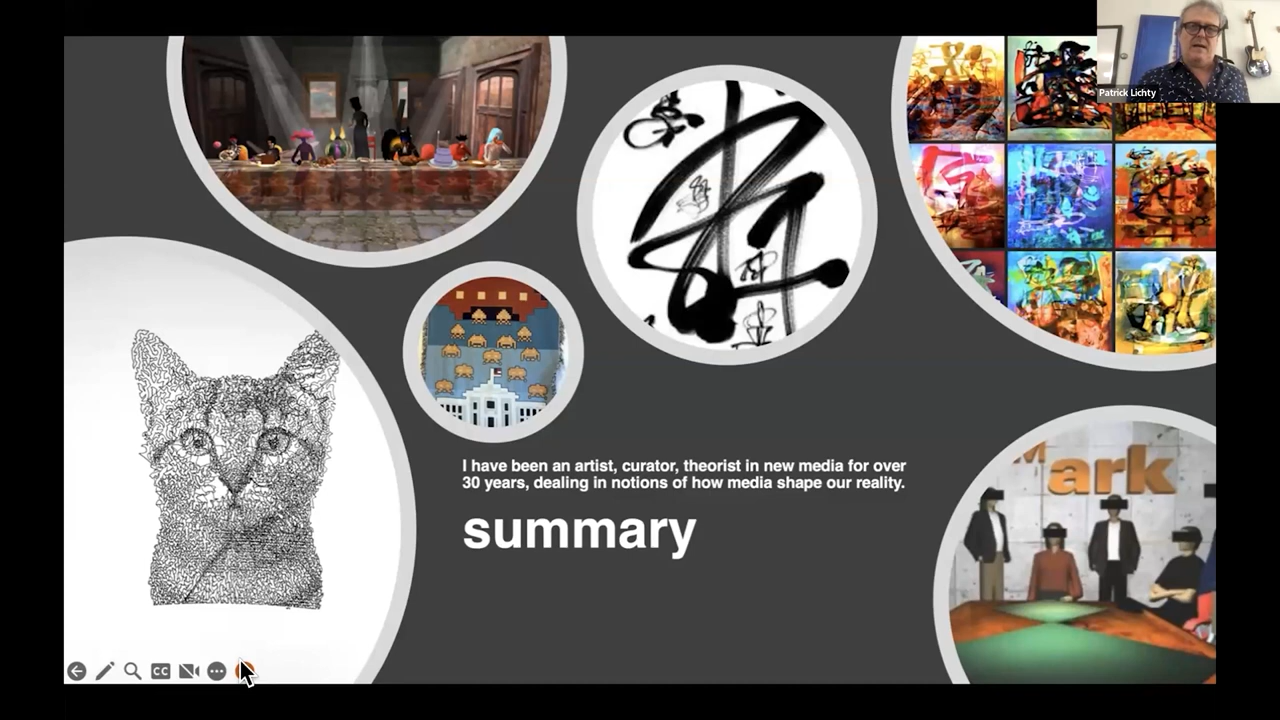 Patrick Lichty
I have been an artist, curator, theorist in new media for over
30 years, dealing in notions of how media shape our reality.
summary
ark
CC